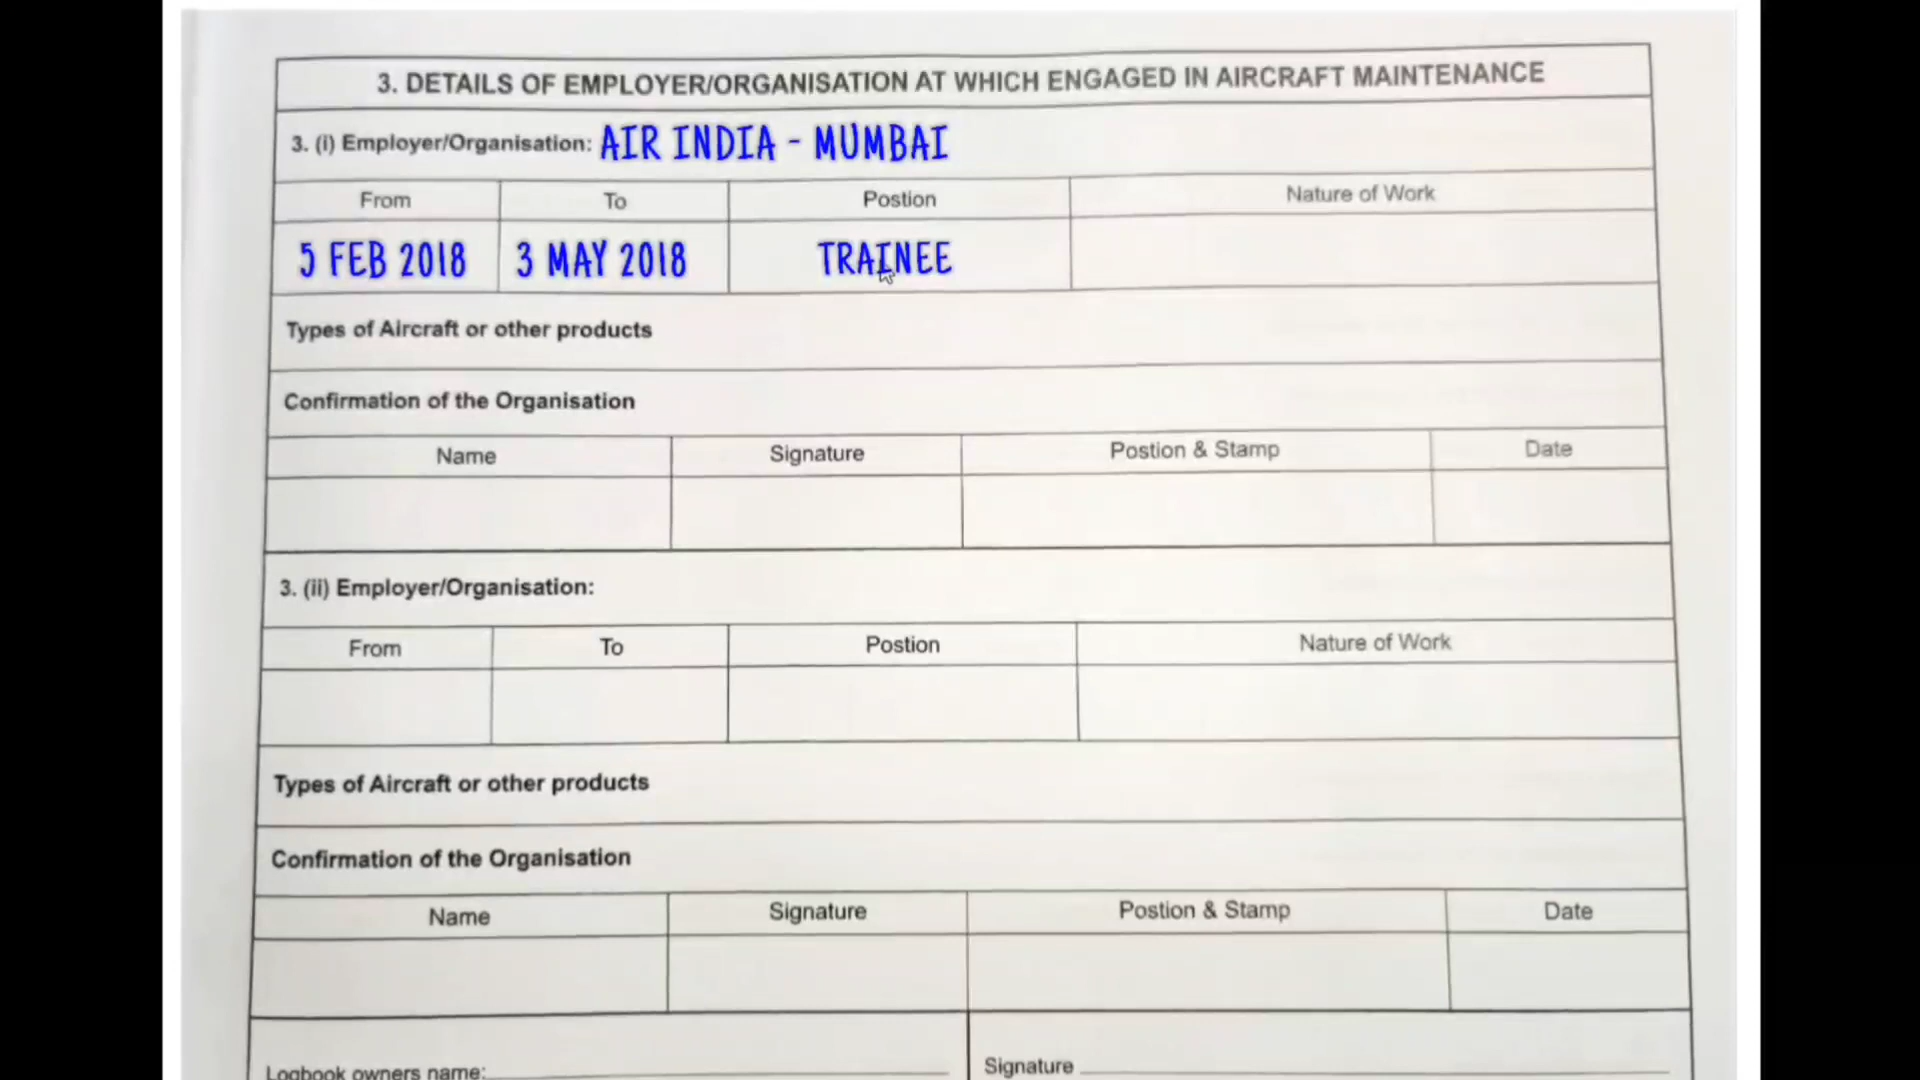 3. DETAILS OF EMPLOYER/ORGANISATION AT WHICH ENGAGED IN AIRCRAFT MAINTENANCE
3. (i) Employer/Organisation: AIR INDIA - MUMBAI
From To Postion Nature of Work
5 FEB 2018 3 MAY 2018 TRAINEE
Types of Aircraft or other products
Confirmation of the Organisation
Name Signature Postion & Stamp Date
3. (ii) Employer/Organisation:
From To Postion Nature of Work
Types of Aircraft or other products
Confirmation of the Organisation
Name Signature Postion & Stamp Date
Logbook owners name: Signature